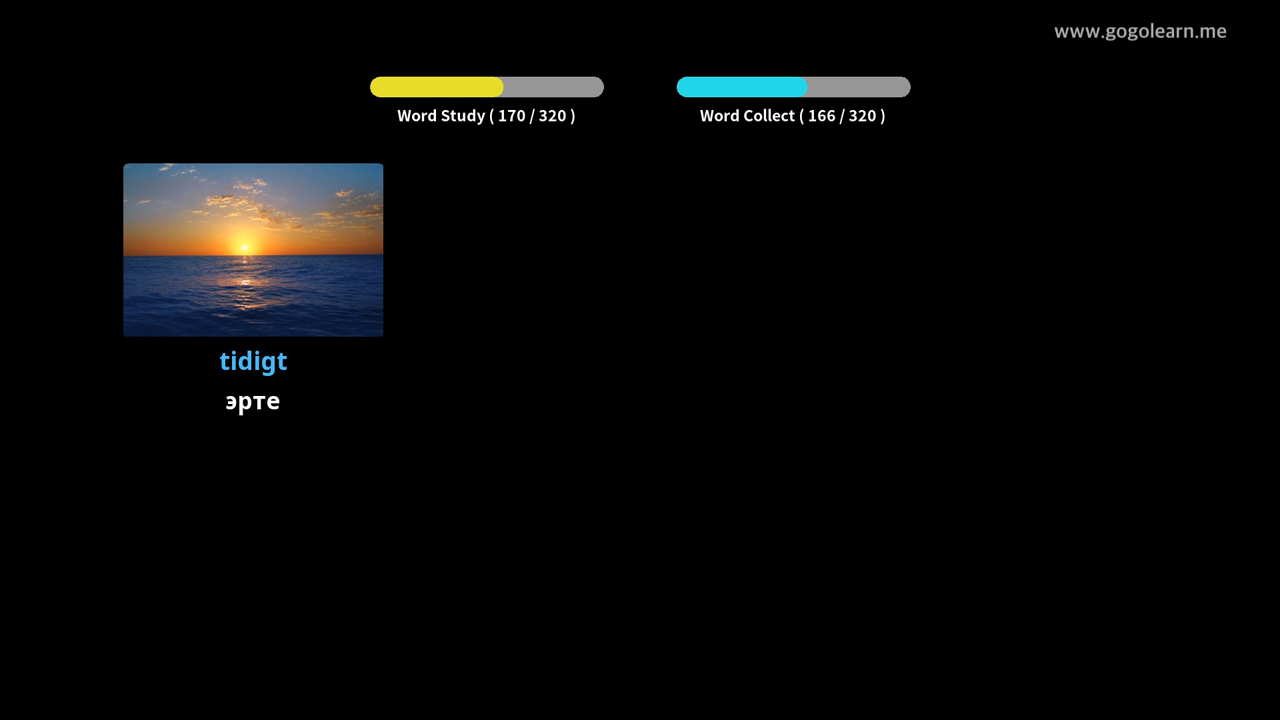 www.gogolearn.me
Word Study ( 170 / 320 )
Word Collect ( 166 / 320 )
tidigt
эрте